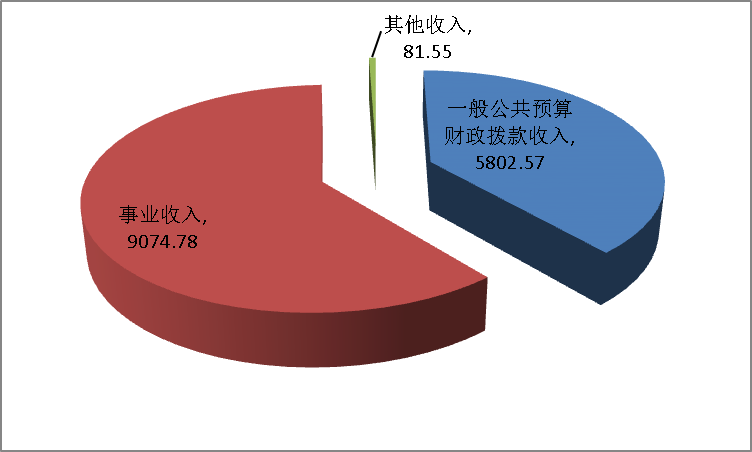 其他收入,
81.55
一般公共预算
财政拨款收入,
5802.57
事业收入,
9074.78